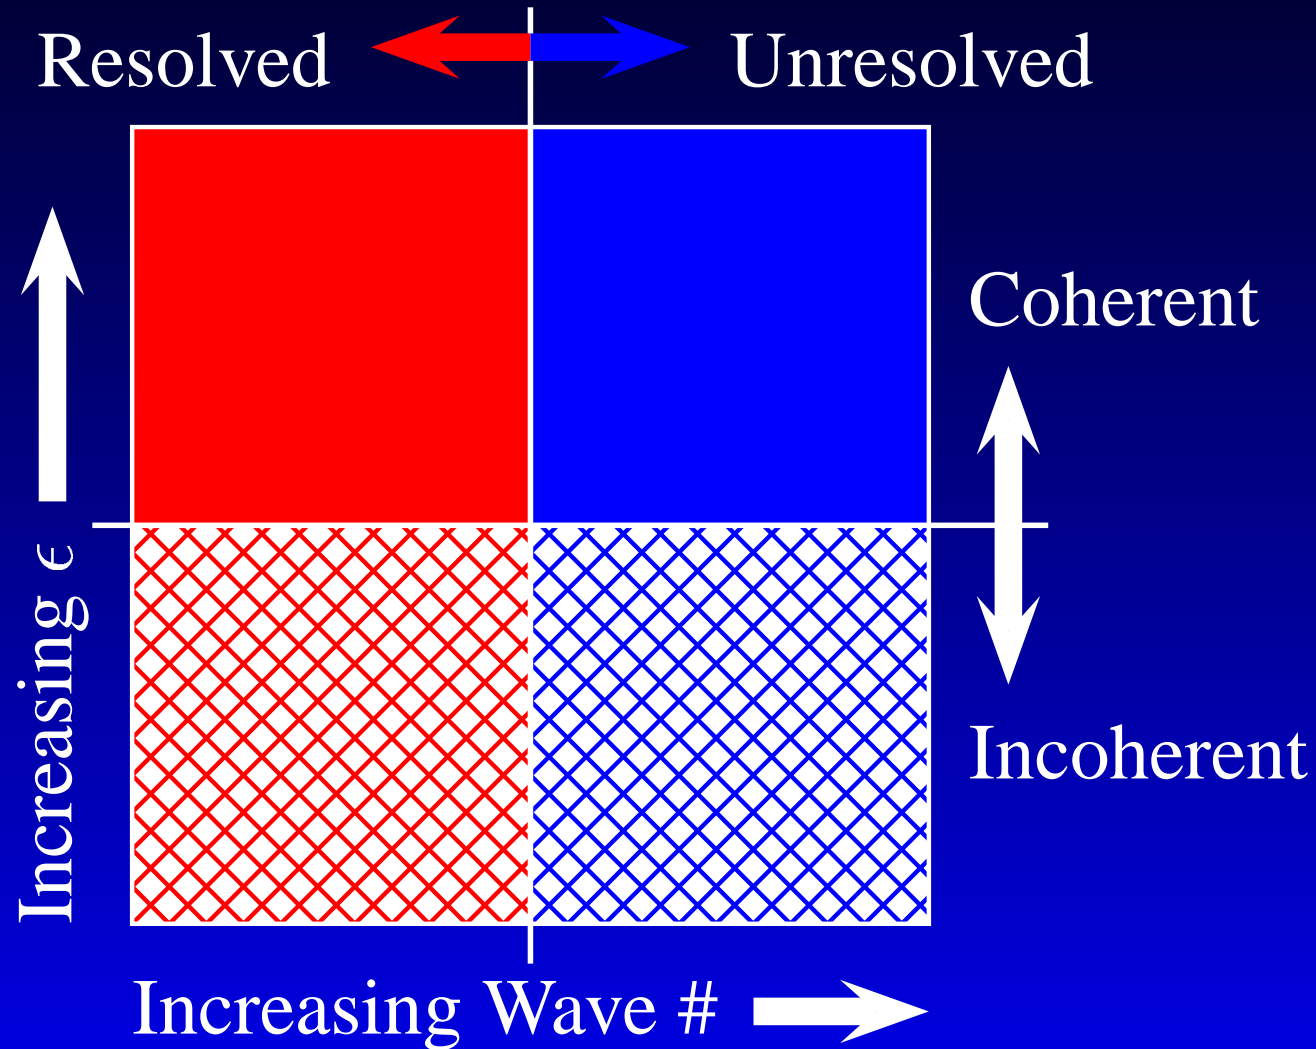 Resolved
Unresolved
Coherent
Increasing ϵ
Incoherent
Increasing Wave #